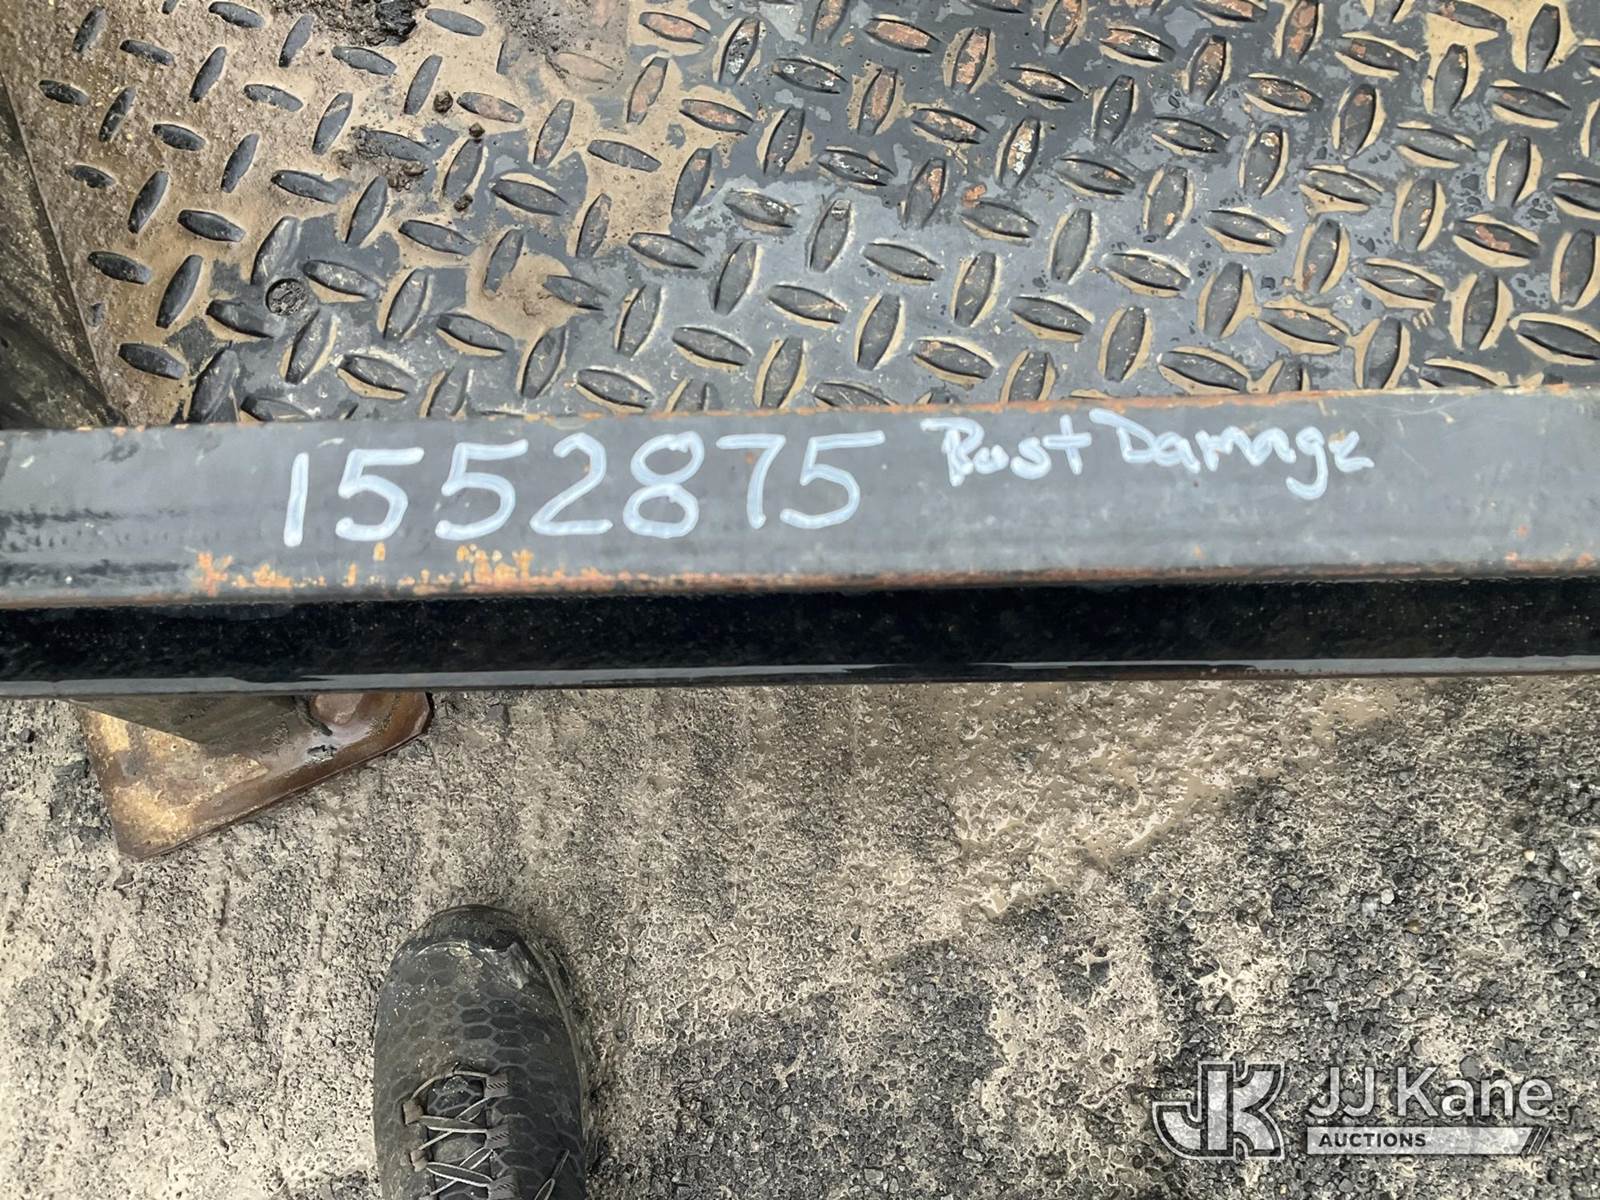 1552875 Rust Damage
JJ Kane
AUCTIONS